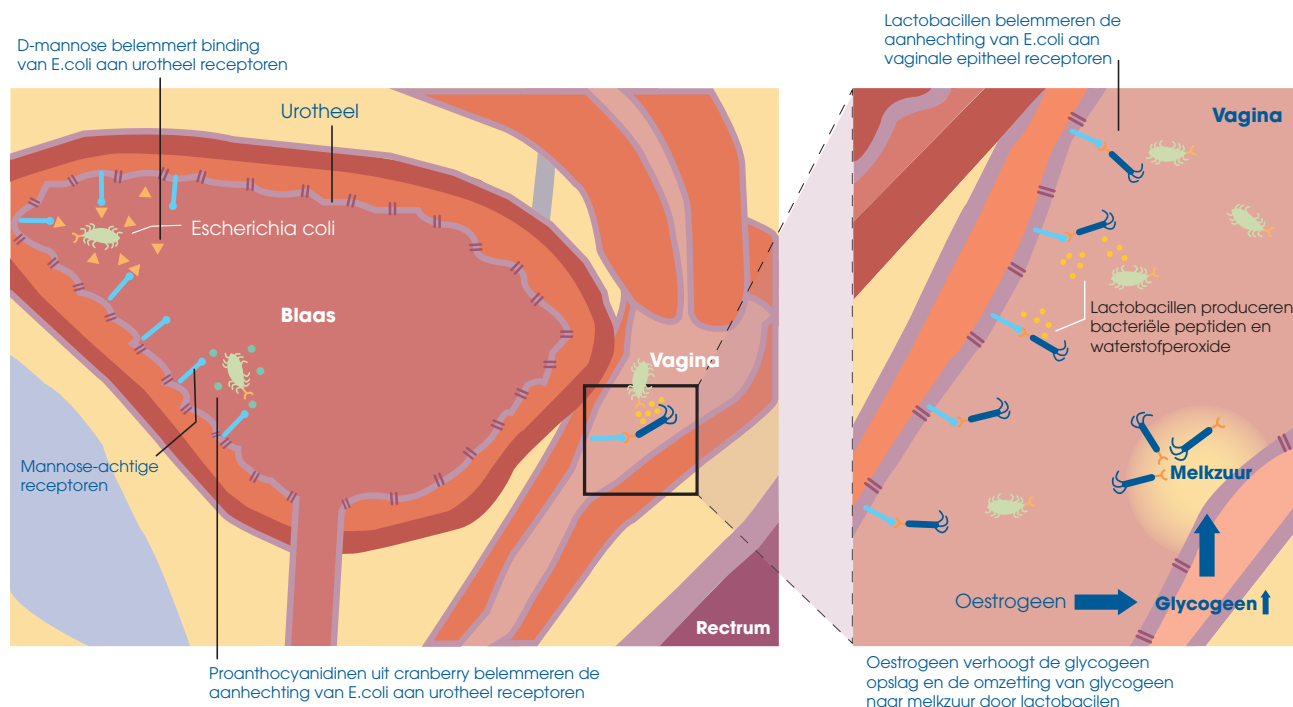 D-mannose belemmert binding
van E.coli aan urotheel receptoren
Urotheel
Escherichia coli
Blaas
Vagina
Mannose-achtige
receptoren
Rectrum
Proanthocyanidinen uit cranberry belemmeren de
aanhechting van E.coli aan urotheel receptoren
Lactobacillen belemmeren de
aanhechting van E.coli aan
vaginale epitheel receptoren
Vagina
Lactobacillen produceren
bacteriële peptiden en
waterstofperoxide
Melkzuur
Oestrogeen
Glycogeen
Oestrogeen verhoogt de glycogeen
opslag en de omzetting van glycogeen
naar melkzuur door lactobacilen